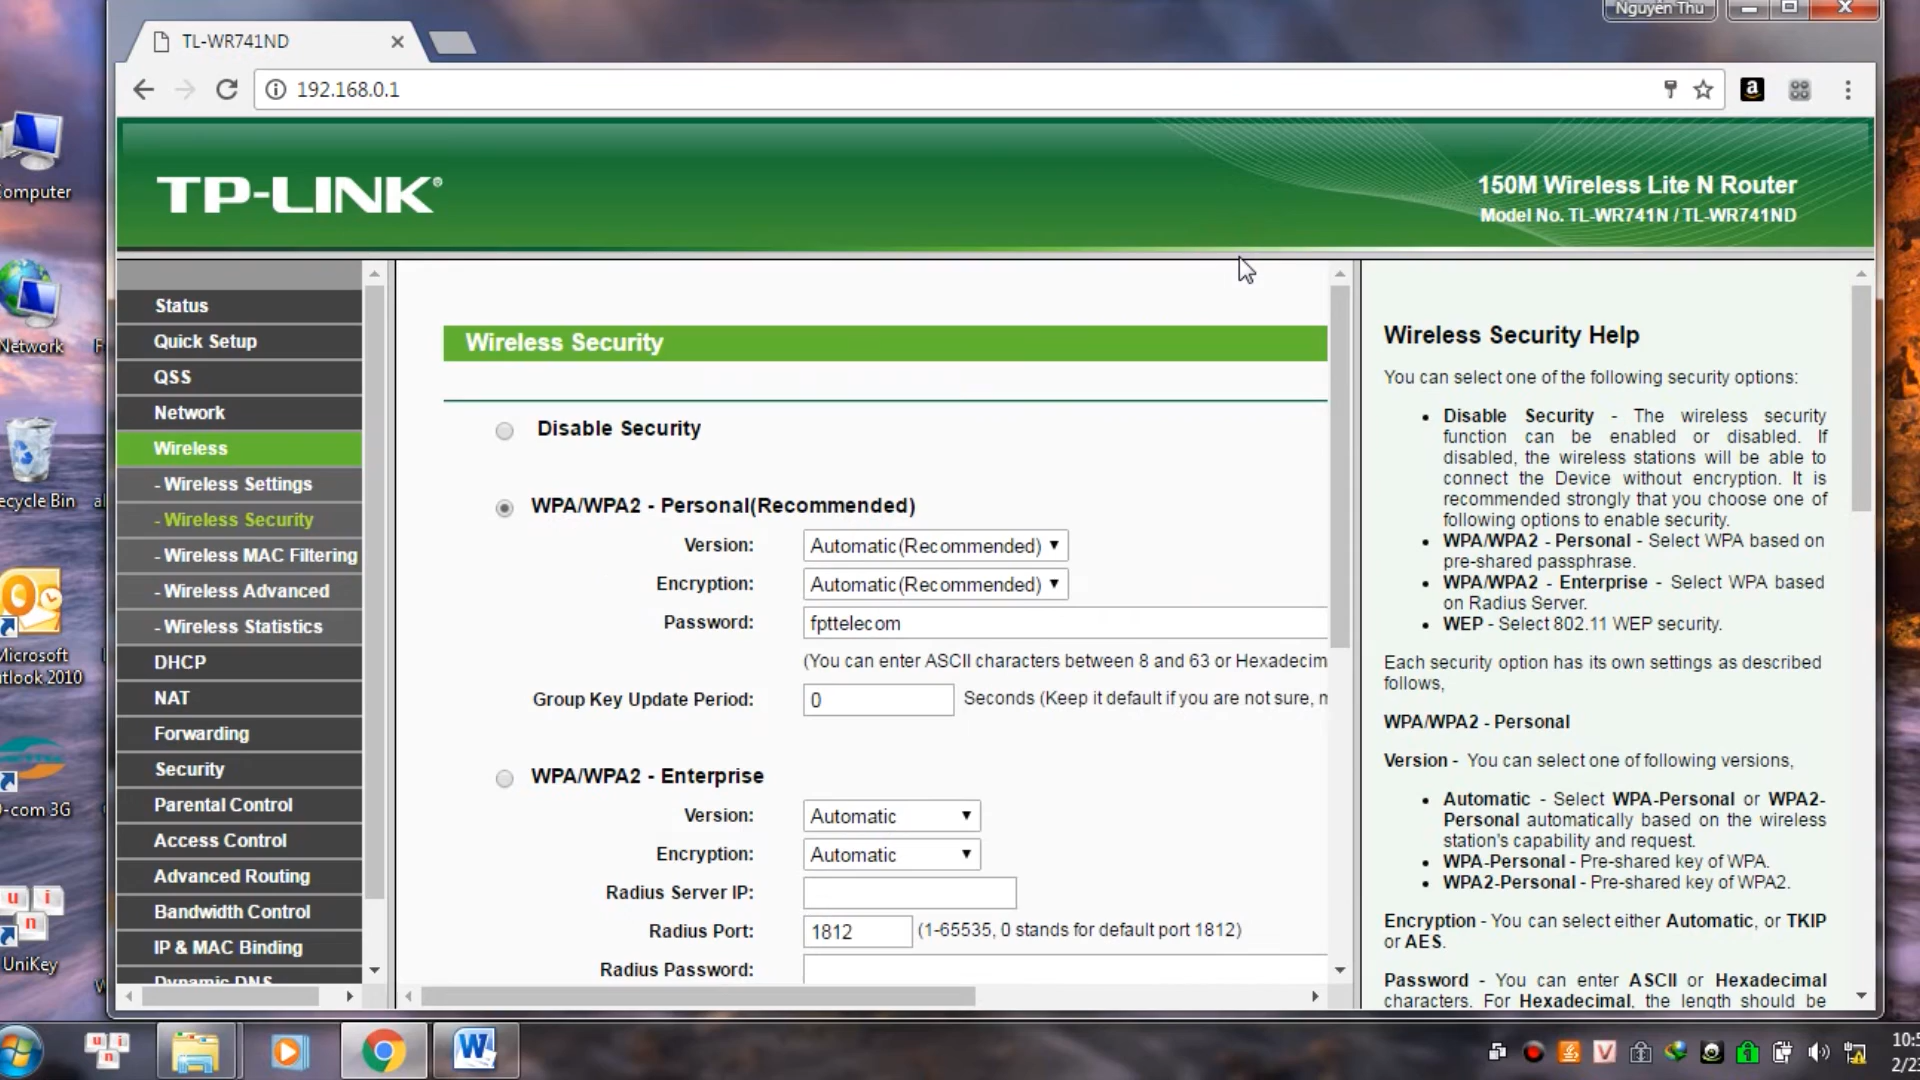 Nguyen Thu
TL-WR741ND
192.168.0.1
TP-LINK®
150M Wireless Lite N Router
Model No. TL-WR741N / TL-WR741ND
Status
Quick Setup
QSS
Network
Wireless
- Wireless Settings
- Wireless Security
- Wireless MAC Filtering
- Wireless Advanced
- Wireless Statistics
DHCP
NAT
Forwarding
Security
Parental Control
Access Control
Advanced Routing
Bandwidth Control
IP & MAC Binding
Dynamic DNS
Wireless Security
Disable Security
WPA/WPA2 - Personal(Recommended)
Version: Automatic(Recommended)
Encryption: Automatic(Recommended)
Password: fpttelecom
(You can enter ASCII characters between 8 and 63 or Hexadecim
Group Key Update Period: 0 Seconds (Keep it default if you are not sure, m
WPA/WPA2 - Enterprise
Version: Automatic
Encryption: Automatic
Radius Server IP:
Radius Port: 1812 (1-65535, 0 stands for default port 1812)
Radius Password:
Wireless Security Help
You can select one of the following security options:
• Disable Security - The wireless security
function can be enabled or disabled. If
disabled, the wireless stations will be able to
connect the Device without encryption. It is
recommended strongly that you choose one of
following options to enable security.
• WPA/WPA2 - Personal - Select WPA based on
pre-shared passphrase.
• WPA/WPA2 - Enterprise - Select WPA based
on Radius Server.
• WEP - Select 802.11 WEP security.
Each security option has its own settings as described
follows,
WPA/WPA2 - Personal
Version - You can select one of following versions,
• Automatic - Select WPA-Personal or WPA2-
Personal automatically based on the wireless
station's capability and request.
• WPA-Personal - Pre-shared key of WPA.
• WPA2-Personal - Pre-shared key of WPA2.
Encryption - You can select either Automatic, or TKIP
or AES.
Password - You can enter ASCII or Hexadecimal
characters. For Hexadecimal, the length should be
omputer
Network
ecycle Bin
Microsoft
utlook 2010
-com 3G
UniKey
10:5
2/23